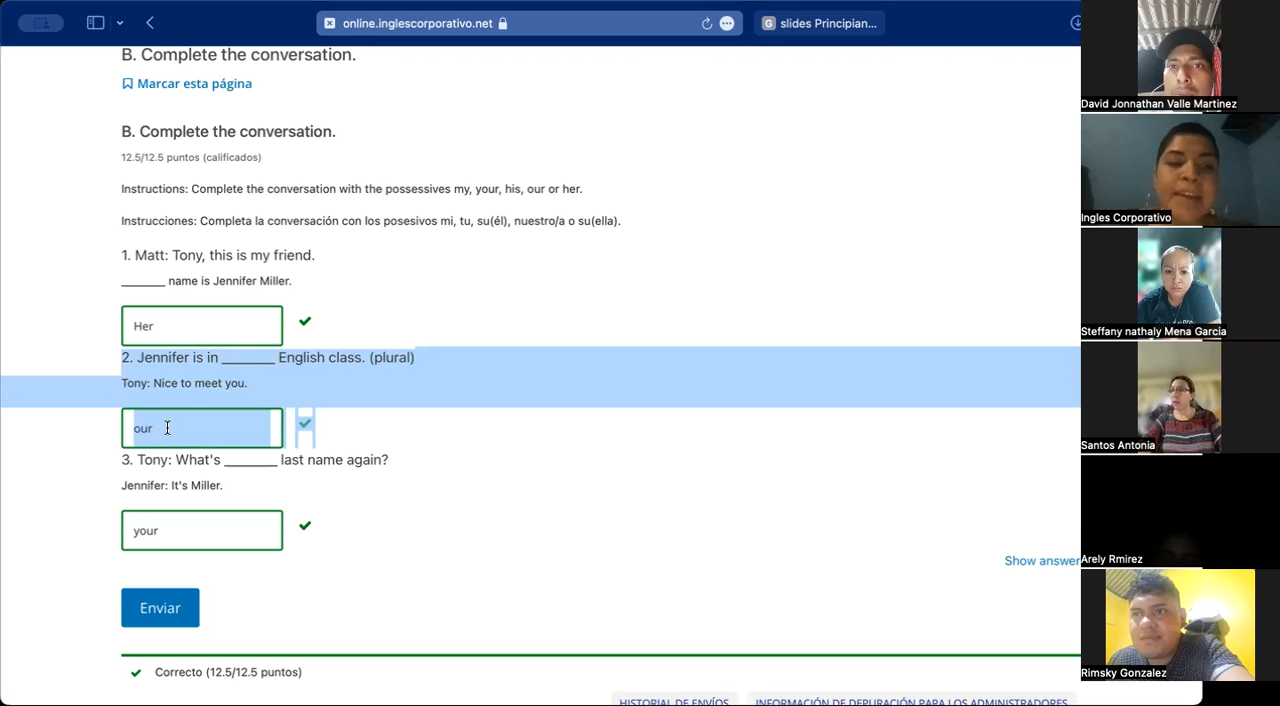 online.inglescorporativo.net
G slides Principian...
B. Complete the conversation.
Marcar esta página
B. Complete the conversation.
12.5/12.5 puntos (calificados)
Instructions: Complete the conversation with the possessives my, your, his, our or her.
Instrucciones: Completa la conversación con los posesivos mi, tu, su(él), nuestro/a o su(ella).
1. Matt: Tony, this is my friend.
_______ name is Jennifer Miller.
Her
2. Jennifer is in _______ English class. (plural)
Tony: Nice to meet you.
our
3. Tony: What's _______ last name again?
Jennifer: It's Miller.
your
Show answer
Enviar
Correcto (12.5/12.5 puntos)
HISTORIAL DE ENVÍOS
INFORMACIÓN DE DEPURACIÓN PARA LOS ADMINISTRADORES
David Jonnathan Valle Martinez
Ingles Corporativo
Steffany nathaly Mena Garcia
Santos Antonia
Arely Rmirez
Rimsky Gonzalez